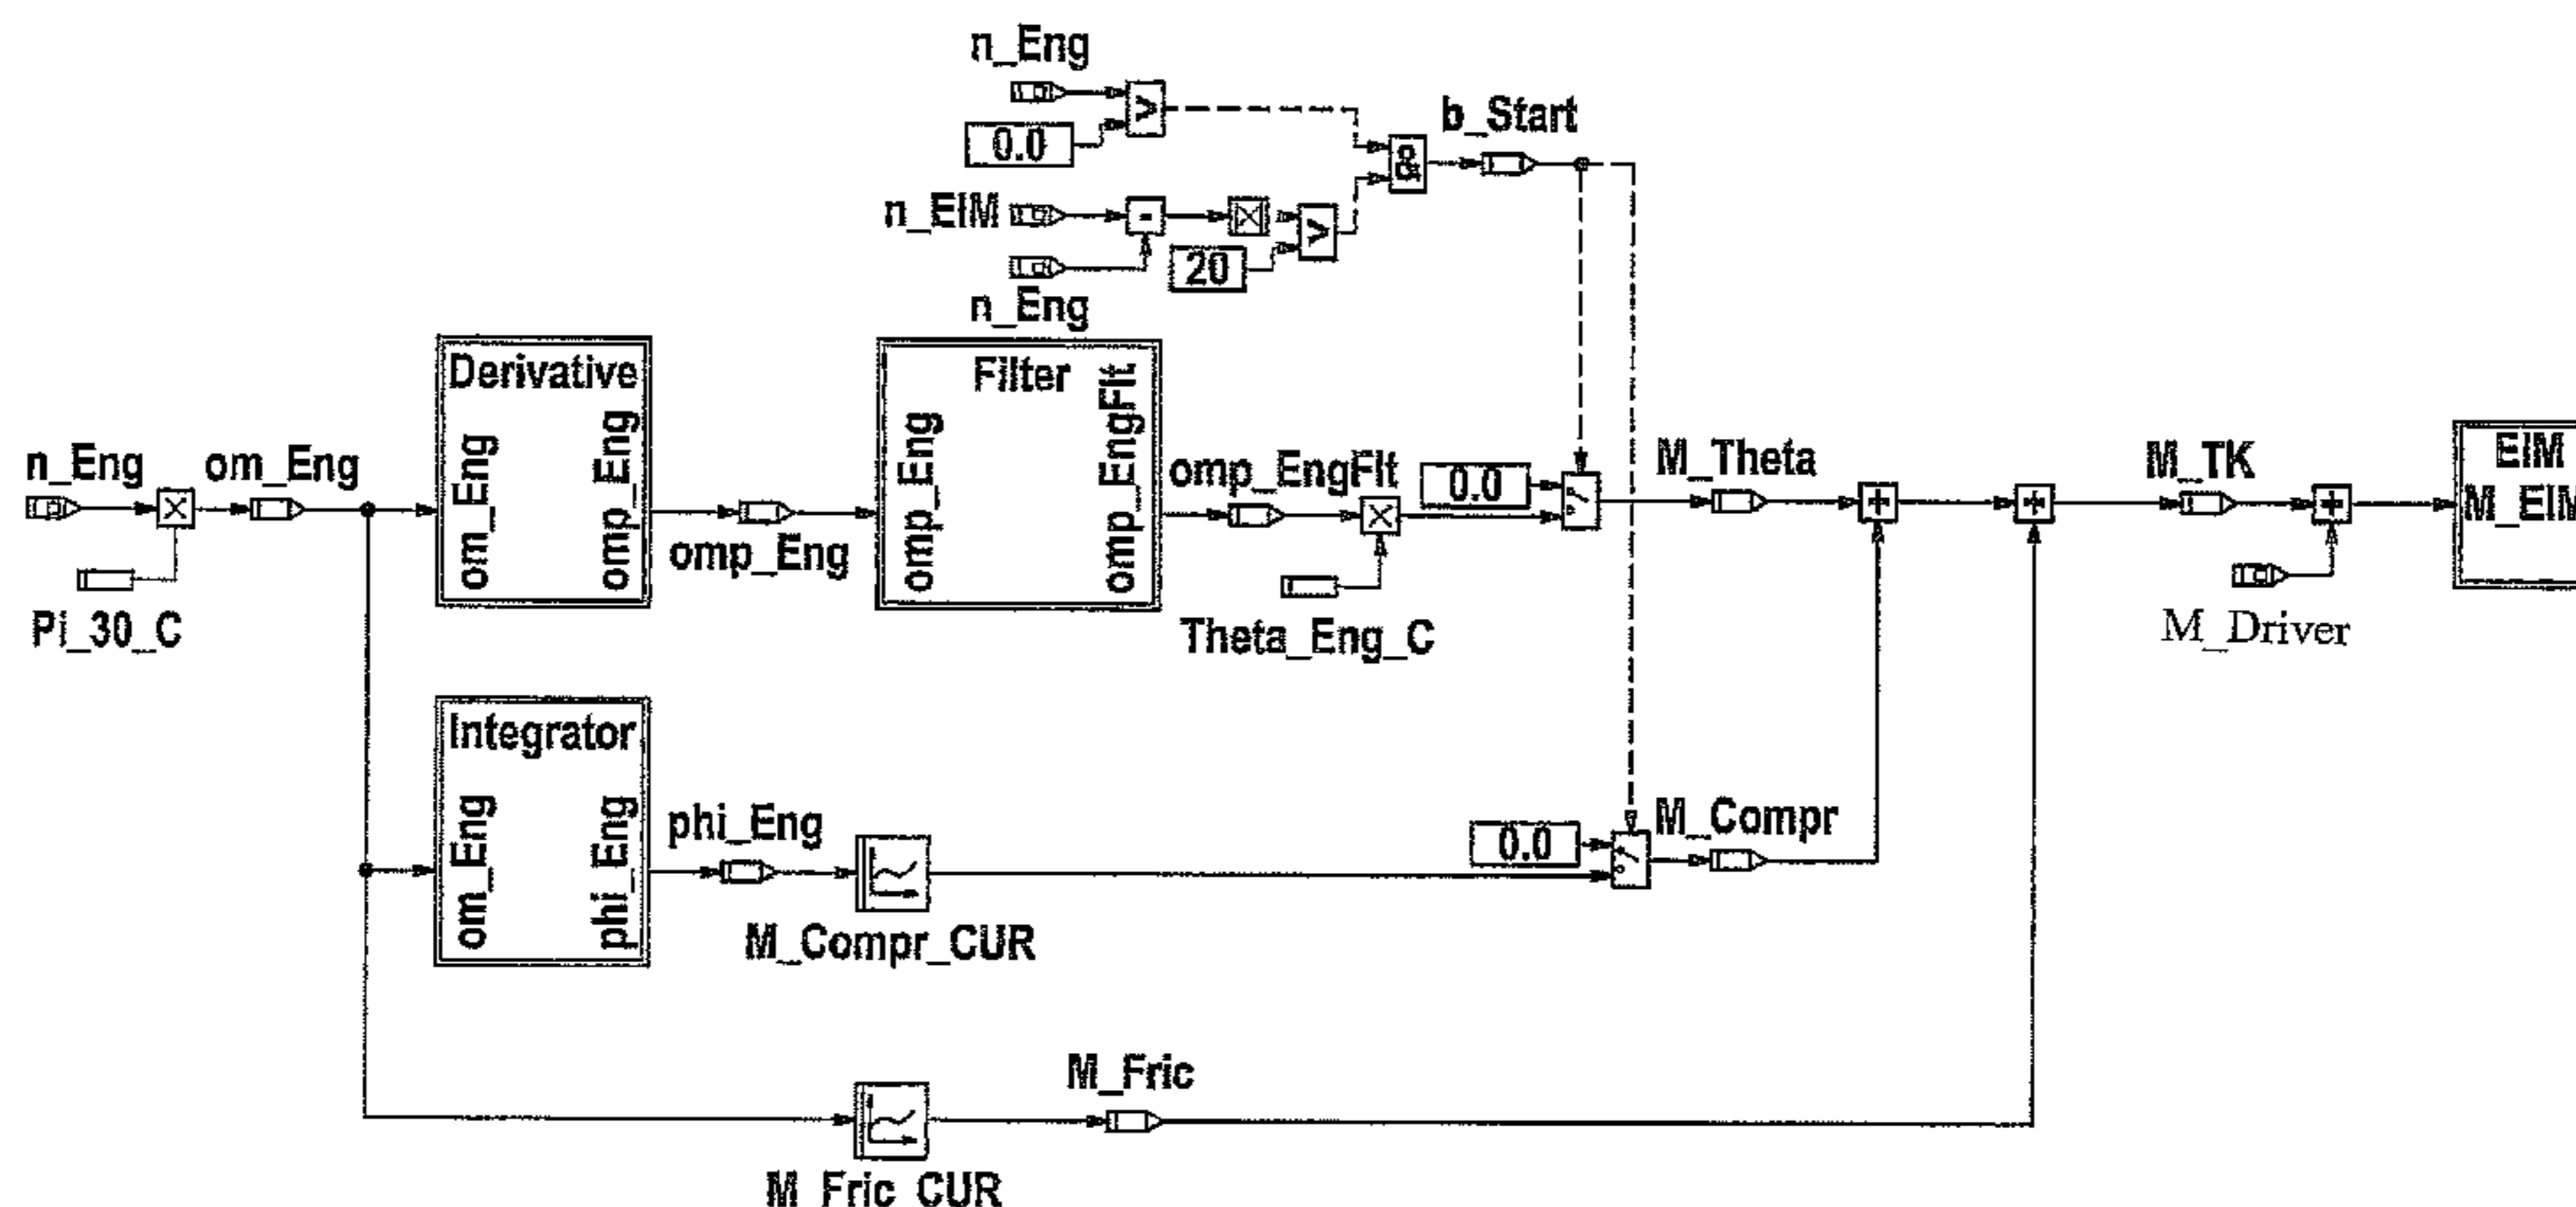 n_Eng
0.0
n_EIM
n_Eng
20
b_Start
n_Eng
om_Eng
Pi_30_C
Derivative
om_Eng
omp_Eng
omp_Eng
Filter
omp_Eng
omp_EngFlt
omp_EngFlt
Theta_Eng_C
0.0
M_Theta
M_TK
M_Driver
EIM
M_EIM
Integrator
om_Eng
phi_Eng
phi_Eng
M_Compr_CUR
0.0
M_Compr
M_Fric
M_Fric_CUR